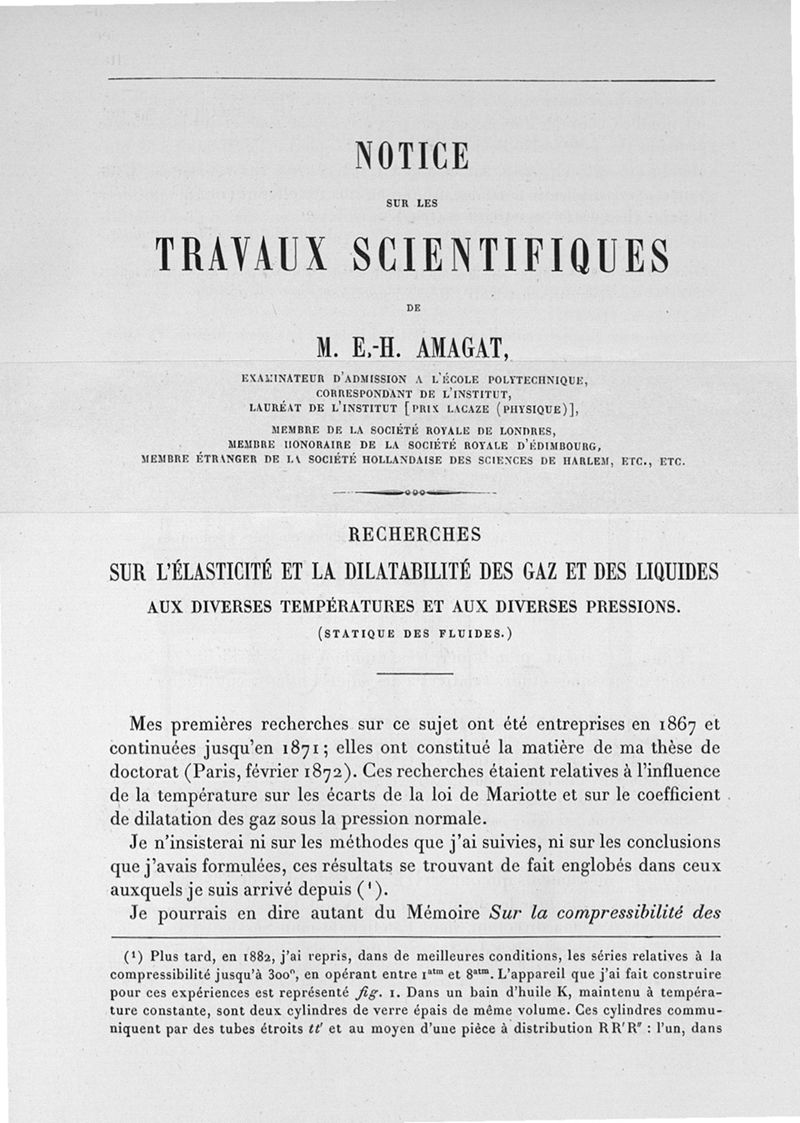 NOTICE
SUR LES
TRAVAUX SCIENTIFIQUES
DE
M. E.-H. AMAGAT,
EXAMINATEUR D'ADMISSION A L'ÉCOLE POLYTECHNIQUE,
CORRESPONDANT DE L'INSTITUT,
LAURÉAT DE L'INSTITUT [PRIX LACAZE (PHYSIQUE)],
MEMBRE DE LA SOCIÉTÉ ROYALE DE LONDRES,
MEMBRE HONORAIRE DE LA SOCIÉTÉ ROYALE D'ÉDIMBOURG,
MEMBRE ÉTRANGER DE LA SOCIÉTÉ HOLLANDAISE DES SCIENCES DE HARLEM, ETC., ETC.
RECHERCHES
SUR L'ÉLASTICITÉ ET LA DILATABILITÉ DES GAZ ET DES LIQUIDES
AUX DIVERSES TEMPÉRATURES ET AUX DIVERSES PRESSIONS.
(STATIQUE DES FLUIDES.)
Mes premières recherches sur ce sujet ont été entreprises en 1867 et
continuées jusqu'en 1871; elles ont constitué la matière de ma thèse de
doctorat (Paris, février 1872). Ces recherches étaient relatives à l'influence
de la température sur les écarts de la loi de Mariotte et sur le coefficient
de dilatation des gaz sous la pression normale.
Je n'insisterai ni sur les méthodes que j'ai suivies, ni sur les conclusions
que j'avais formulées, ces résultats se trouvant de fait englobés dans ceux
auxquels je suis arrivé depuis (¹).
Je pourrais en dire autant du Mémoire Sur la compressibilité des
(¹) Plus tard, en 1882, j'ai repris, dans de meilleures conditions, les séries relatives à la
compressibilité jusqu'à 300°, en opérant entre 1ᵃᵗᵐ et 8ᵃᵗᵐ. L'appareil que j'ai fait construire
pour ces expériences est représenté fig. 1. Dans un bain d'huile K, maintenu à tempéra-
ture constante, sont deux cylindres de verre épais de même volume. Ces cylindres commu-
niquent par des tubes étroits tt' et au moyen d'une pièce à distribution RR'R" : l'un, dans